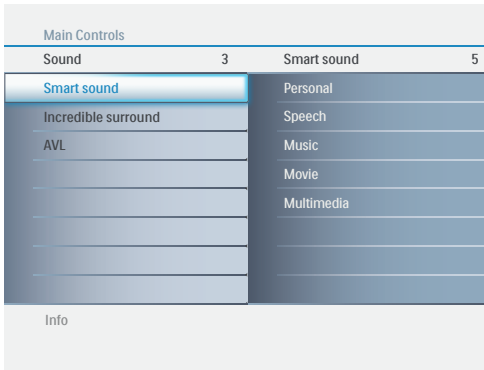 Main Controls
Sound 3 Smart sound 5
Smart sound Personal
Incredible surround Speech
AVL Music
Movie
Multimedia
Info